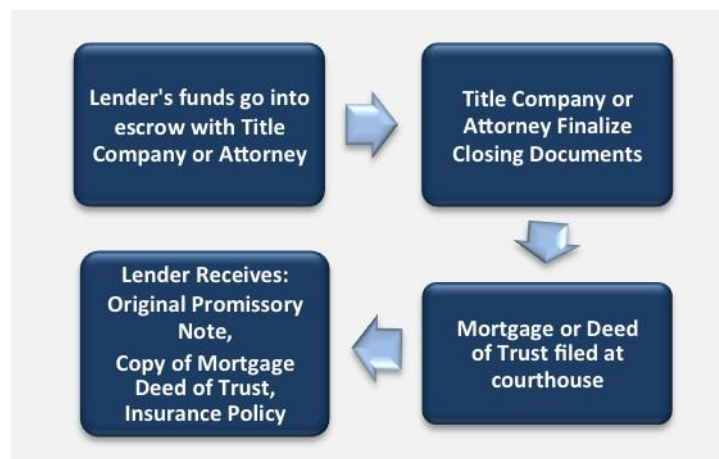 Lender's funds go into
escrow with Title
Company or Attorney
Title Company or
Attorney Finalize
Closing Documents
Mortgage or Deed
of Trust filed at
courthouse
Lender Receives:
Original Promissory
Note,
Copy of Mortgage
Deed of Trust,
Insurance Policy